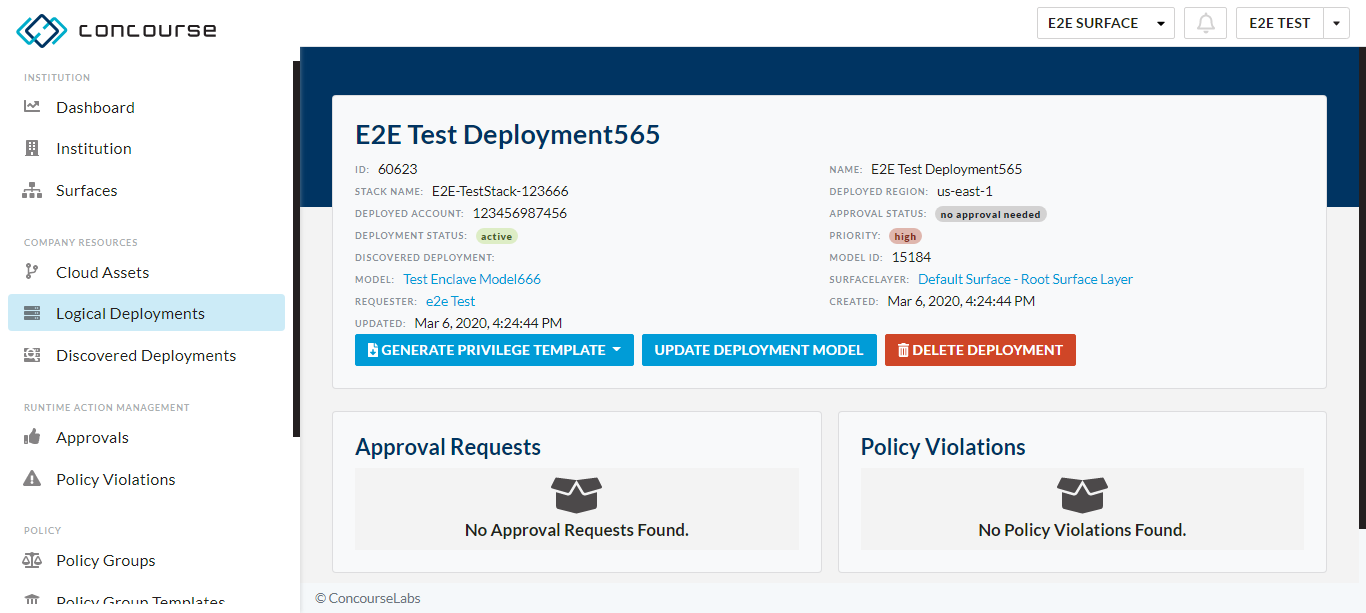 concourse
E2E SURFACE
E2E TEST
INSTITUTION
Dashboard
Institution
Surfaces
COMPANY RESOURCES
Cloud Assets
Logical Deployments
Discovered Deployments
RUNTIME ACTION MANAGEMENT
Approvals
Policy Violations
POLICY
Policy Groups
Policy Group Templates
E2E Test Deployment565
ID: 60623
STACK NAME: E2E-TestStack-123666
DEPLOYED ACCOUNT: 123456987456
DEPLOYMENT STATUS: active
DISCOVERED DEPLOYMENT:
MODEL: Test Enclave Model666
REQUESTER: e2e Test
UPDATED: Mar 6, 2020, 4:24:44 PM
NAME: E2E Test Deployment565
DEPLOYED REGION: us-east-1
APPROVAL STATUS: no approval needed
PRIORITY: high
MODEL ID: 15184
SURFACELAYER: Default Surface - Root Surface Layer
CREATED: Mar 6, 2020, 4:24:44 PM
GENERATE PRIVILEGE TEMPLATE
UPDATE DEPLOYMENT MODEL
DELETE DEPLOYMENT
Approval Requests
No Approval Requests Found.
Policy Violations
No Policy Violations Found.
© ConcourseLabs